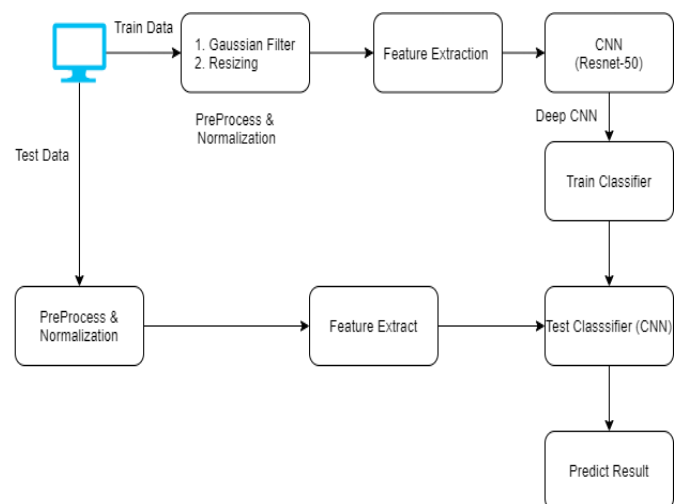 Train Data
1. Gaussian Filter
2. Resizing
PreProcess &
Normalization
Feature Extraction
CNN
(Resnet-50)
Deep CNN
Train Classifier
Test Data
PreProcess &
Normalization
Feature Extract
Test Classsifier (CNN)
Predict Result